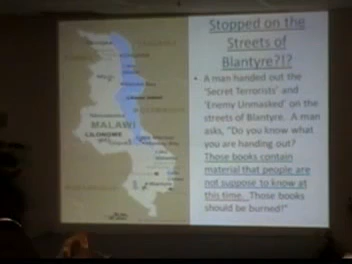 Stopped on the
Streets of
Blantyre?!?
• A man handed out the
'Secret Terrorists' and
'Enemy Unmasked' on the
streets of Blantyre. A man
asks, "Do you know what
you are handing out?
Those books contain
material that people are
not suppose to know at
this time. Those books
should be burned!"
MALAWI
LILONGWE